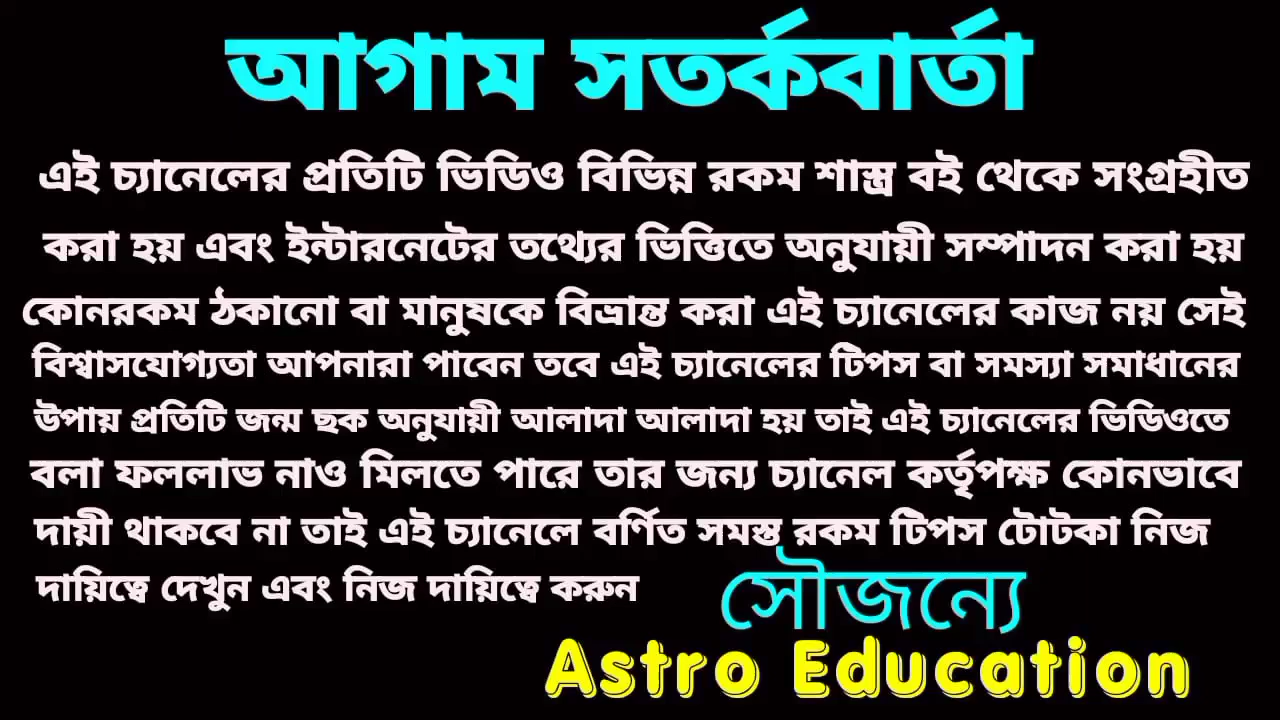 আগাম সতর্কবার্তা
এই চ্যানেলের প্রতিটি ভিডিও বিভিন্ন রকম শাস্ত্র বই থেকে সংগ্রহীত
করা হয় এবং ইন্টারনেটের তথ্যের ভিত্তিতে অনুযায়ী সম্পাদন করা হয়
কোনরকম ঠকানো বা মানুষকে বিভ্রান্ত করা এই চ্যানেলের কাজ নয় সেই
বিশ্বাসযোগ্যতা আপনারা পাবেন তবে এই চ্যানেলের টিপস বা সমস্যা সমাধানের
উপায় প্রতিটি জন্ম ছক অনুযায়ী আলাদা আলাদা হয় তাই এই চ্যানেলের ভিডিওতে
বলা ফললাভ নাও মিলতে পারে তার জন্য চ্যানেল কর্তৃপক্ষ কোনভাবে
দায়ী থাকবে না তাই এই চ্যানেলে বর্ণিত সমস্ত রকম টিপস টোটকা নিজ
দায়িত্বে দেখুন এবং নিজ দায়িত্বে করুন
সৌজন্যে
Astro Education